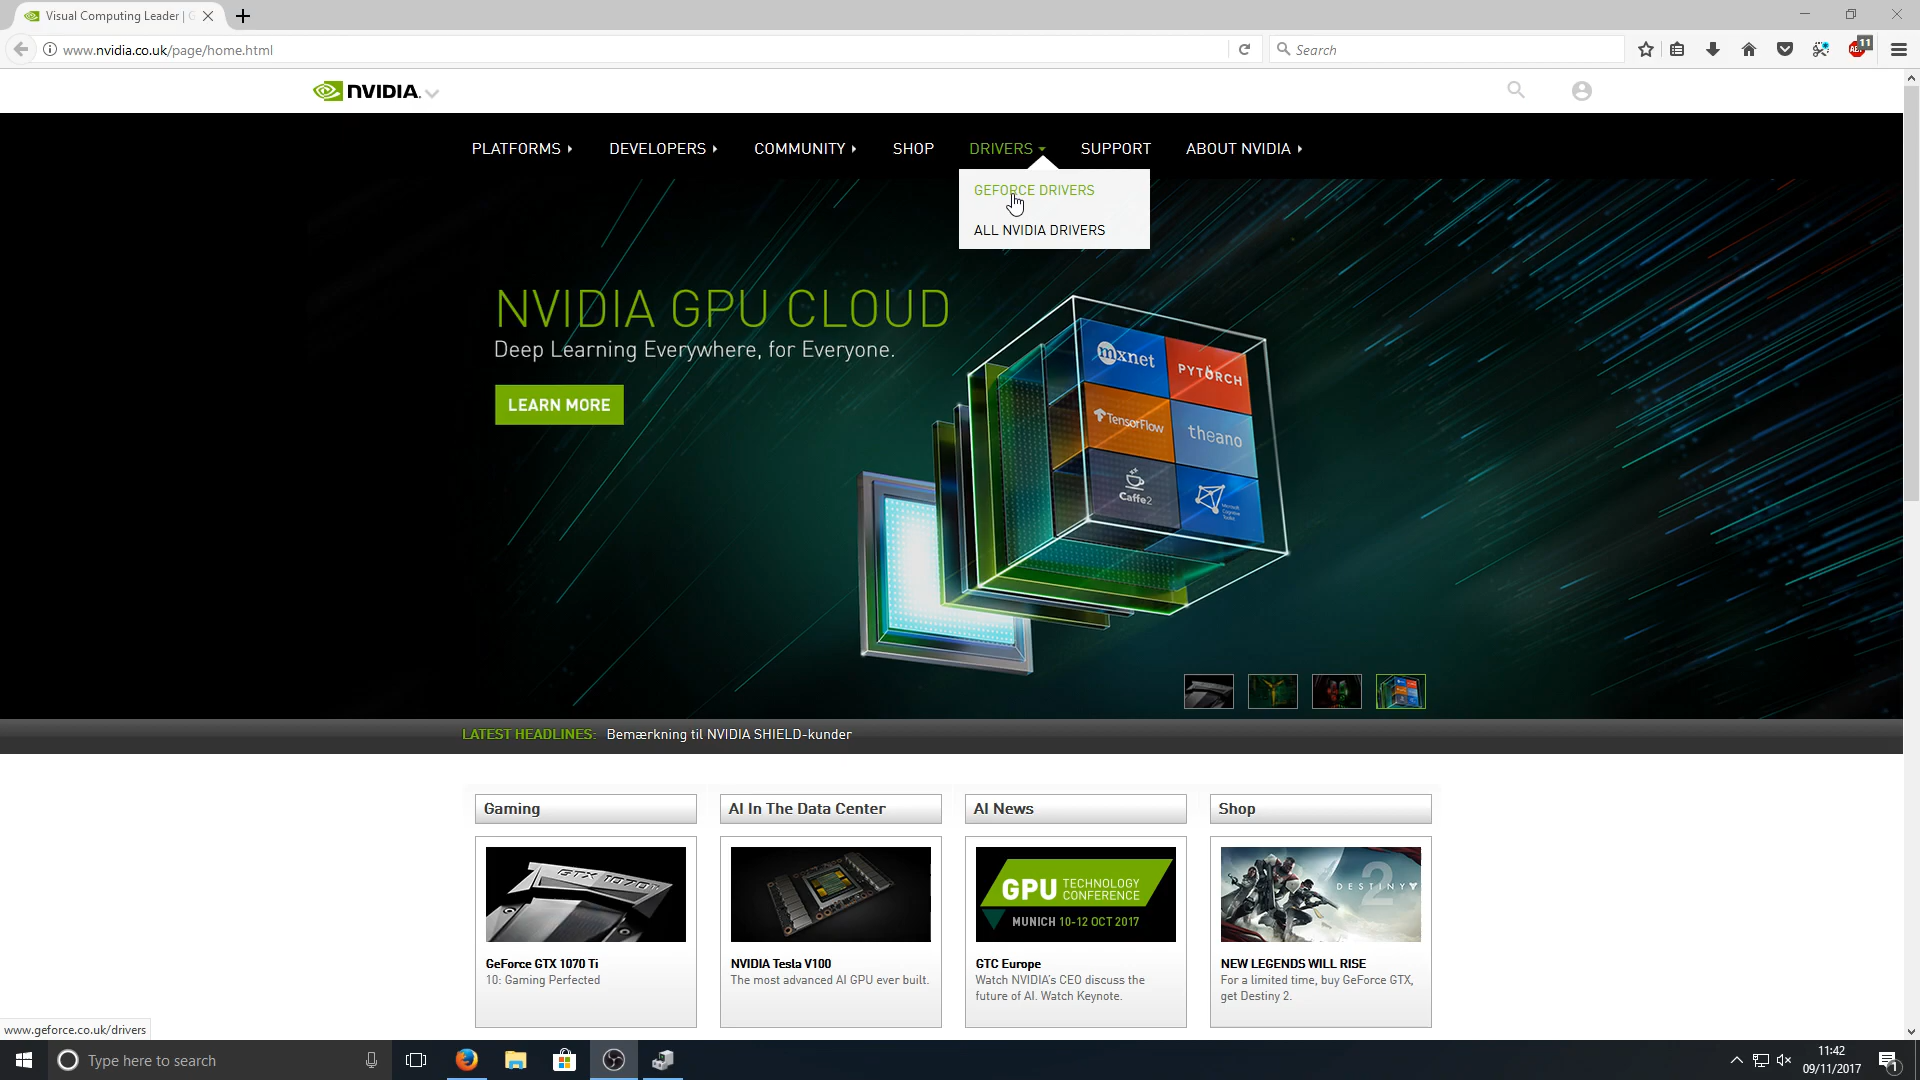 Visual Computing Leader | G
www.nvidia.co.uk/page/home.html
Search
11
ABP
NVIDIA.
PLATFORMS DEVELOPERS COMMUNITY SHOP DRIVERS SUPPORT ABOUT NVIDIA
GEFORCE DRIVERS
ALL NVIDIA DRIVERS
NVIDIA GPU CLOUD
Deep Learning Everywhere, for Everyone.
LEARN MORE
mxnet
PYTORCH
TensorFlow
theano
Caffe2
Microsoft
Cognitive
Toolkit
LATEST HEADLINES: Bemærkning til NVIDIA SHIELD-kunder
Gaming
GTX 1070 Ti
GeForce GTX 1070 Ti
10: Gaming Perfected
AI In The Data Center
NVIDIA Tesla V100
The most advanced AI GPU ever built.
AI News
GPU TECHNOLOGY
CONFERENCE
MUNICH 10-12 OCT 2017
GTC Europe
Watch NVIDIA's CEO discuss the
future of AI. Watch Keynote.
Shop
DESTINY 2
NEW LEGENDS WILL RISE
For a limited time, buy GeForce GTX,
get Destiny 2.
www.geforce.co.uk/drivers
Type here to search
11:42
09/11/2017
1